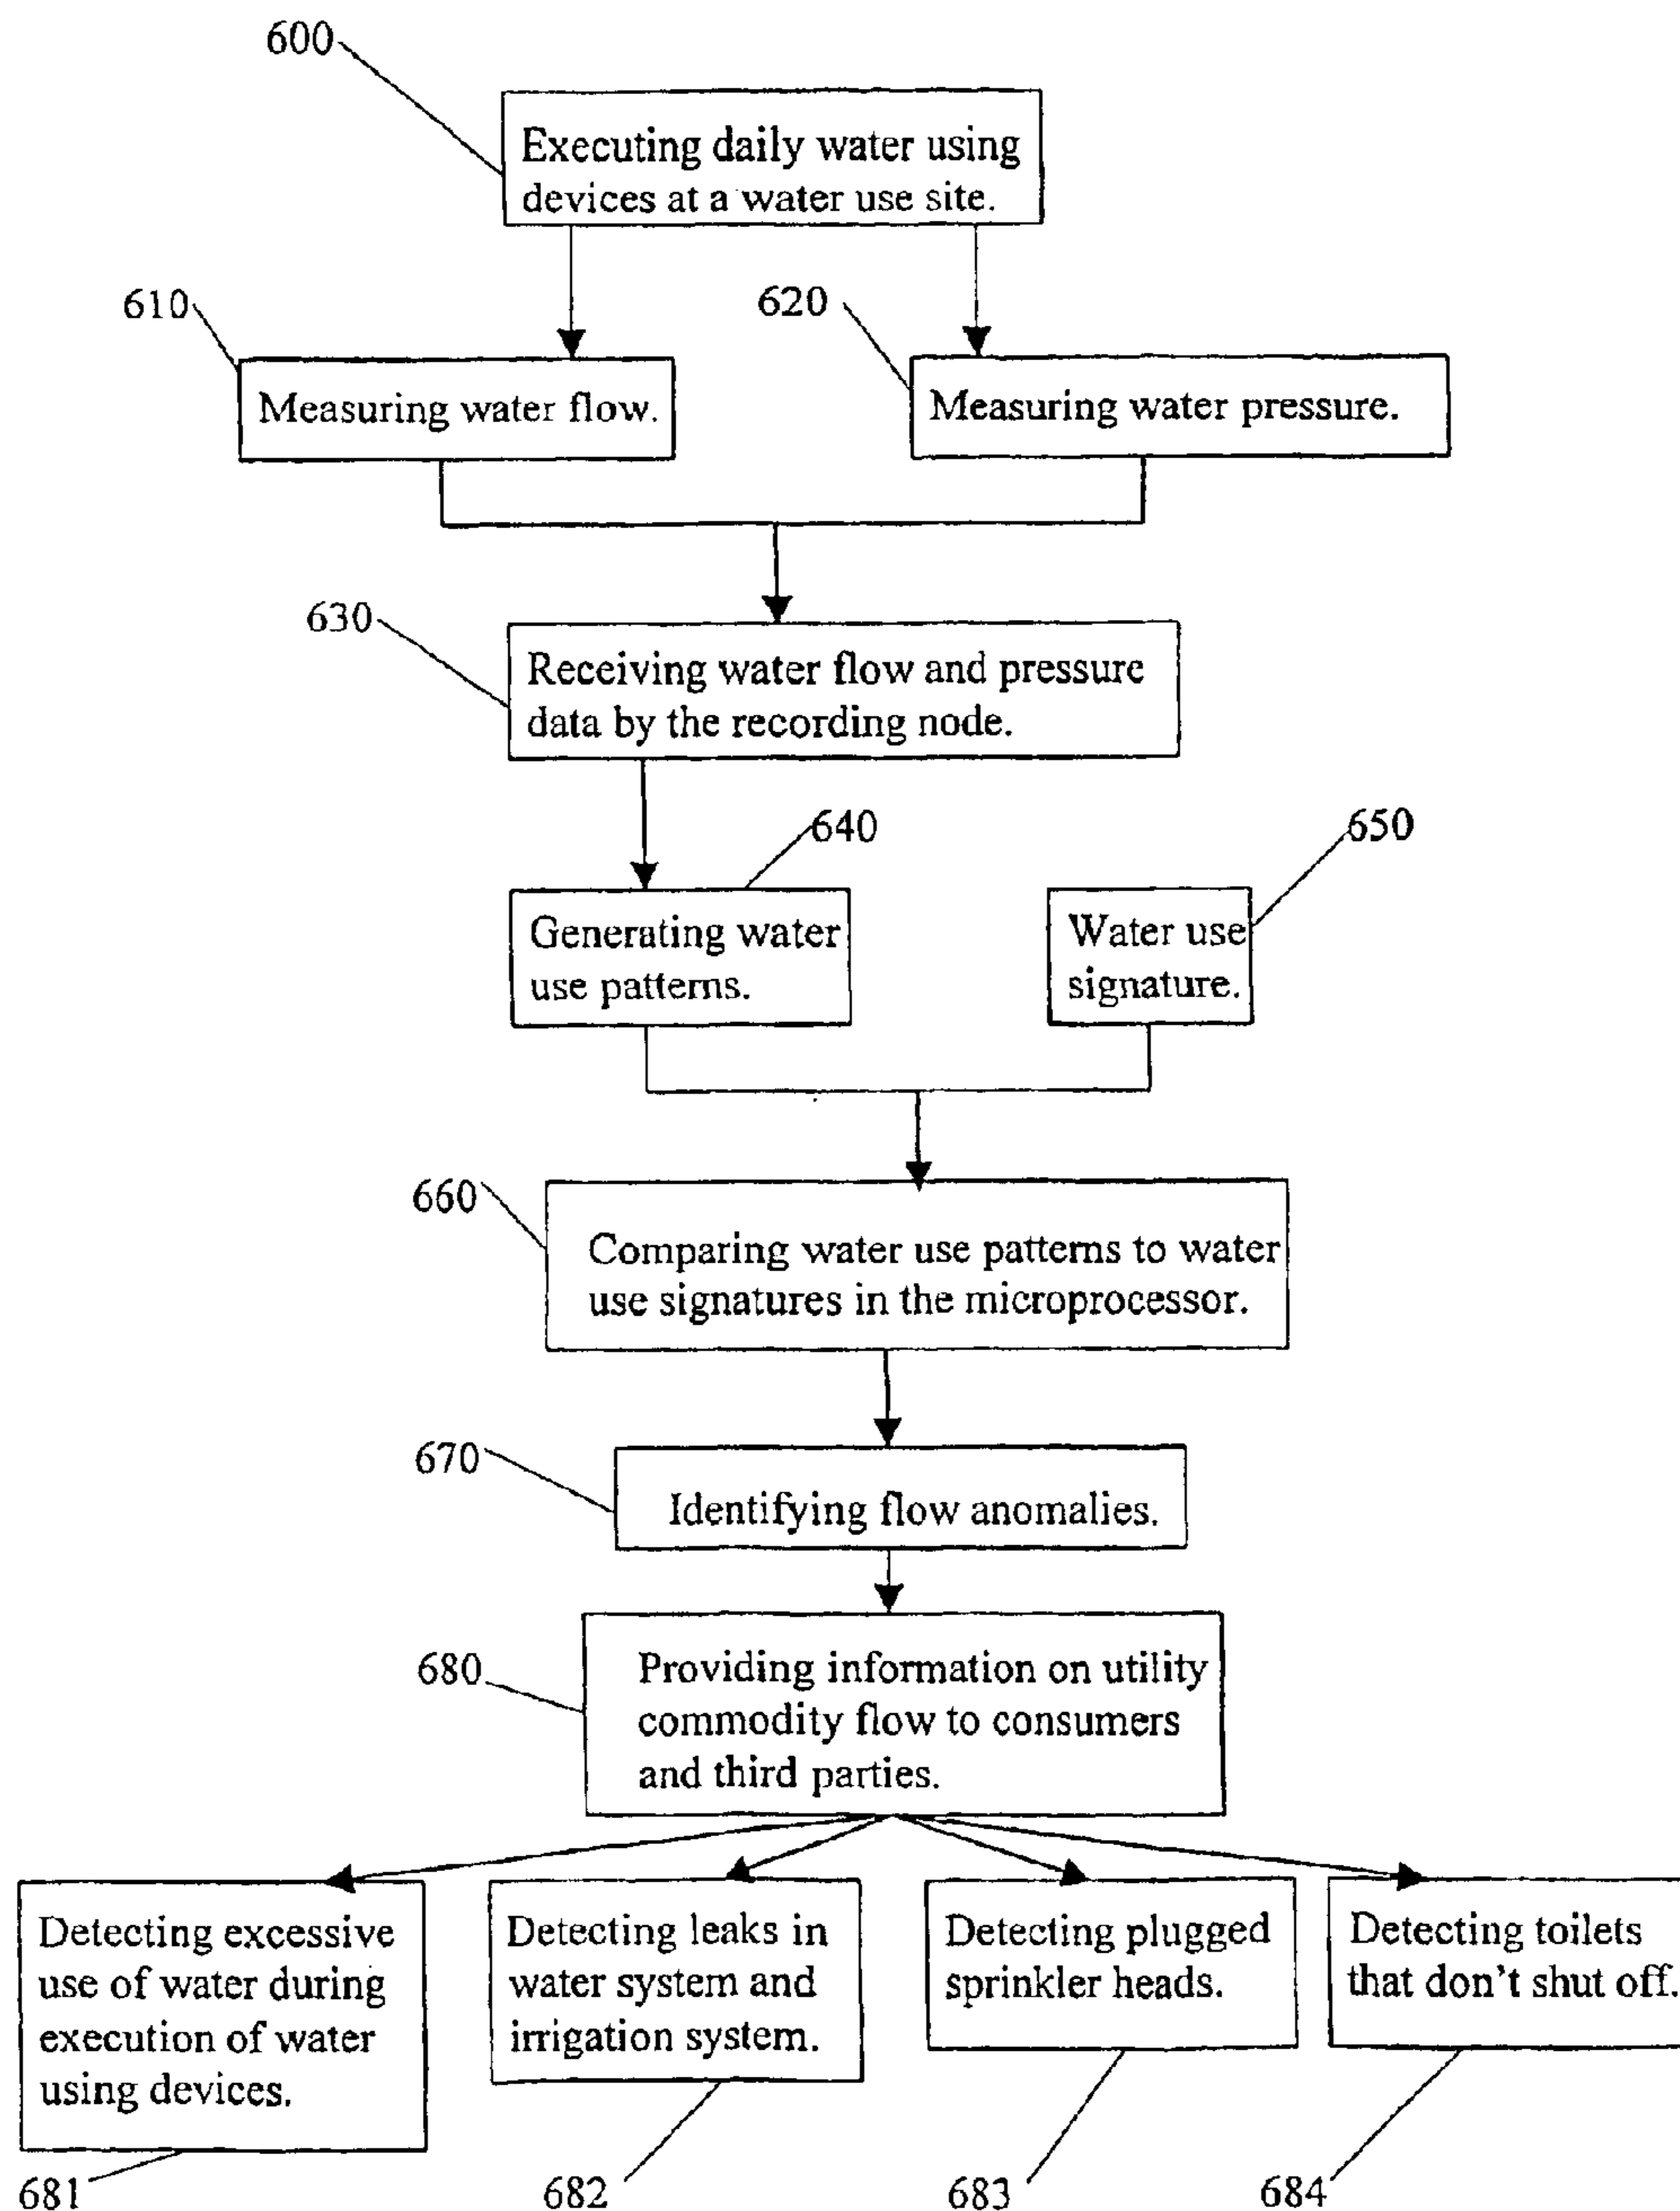 600
Executing daily water using
devices at a water use site.
610
620
Measuring water flow.
Measuring water pressure.
630
Receiving water flow and pressure
data by the recording node.
640
650
Generating water
use patterns.
Water use
signature.
660
Comparing water use patterns to water
use signatures in the microprocessor.
670
Identifying flow anomalies.
680
Providing information on utility
commodity flow to consumers
and third parties.
Detecting excessive
use of water during
execution of water
using devices.
Detecting leaks in
water system and
irrigation system.
Detecting plugged
sprinkler heads.
Detecting toilets
that don't shut off.
681
682
683
684